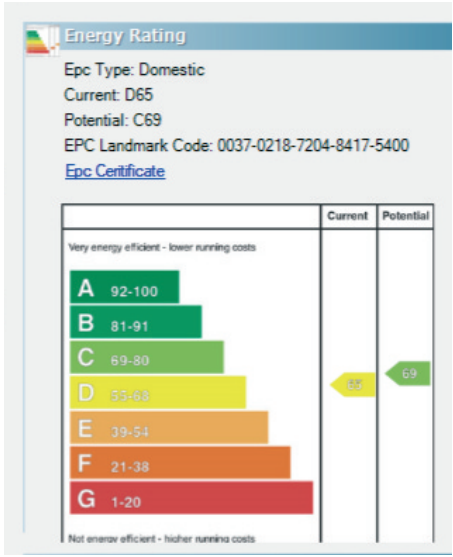 Energy Rating
Epc Type: Domestic
Current: D65
Potential: C69
EPC Landmark Code: 0037-0218-7204-8417-5400
Epc Ceritificate
Current Potential
Very energy efficient - lower running costs
A 92-100
B 81-91
C 69-80
D 55-68
E 39-54
F 21-38
G 1-20
65
69
Not energy efficient - higher running costs